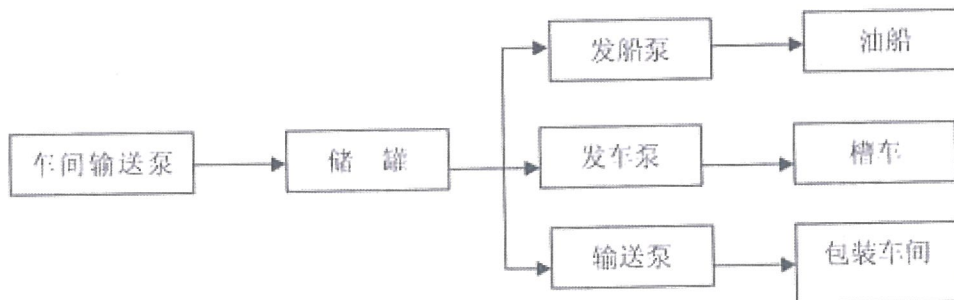 发船泵
油船
车间输送泵
储 罐
发车泵
槽车
输送泵
包装车间